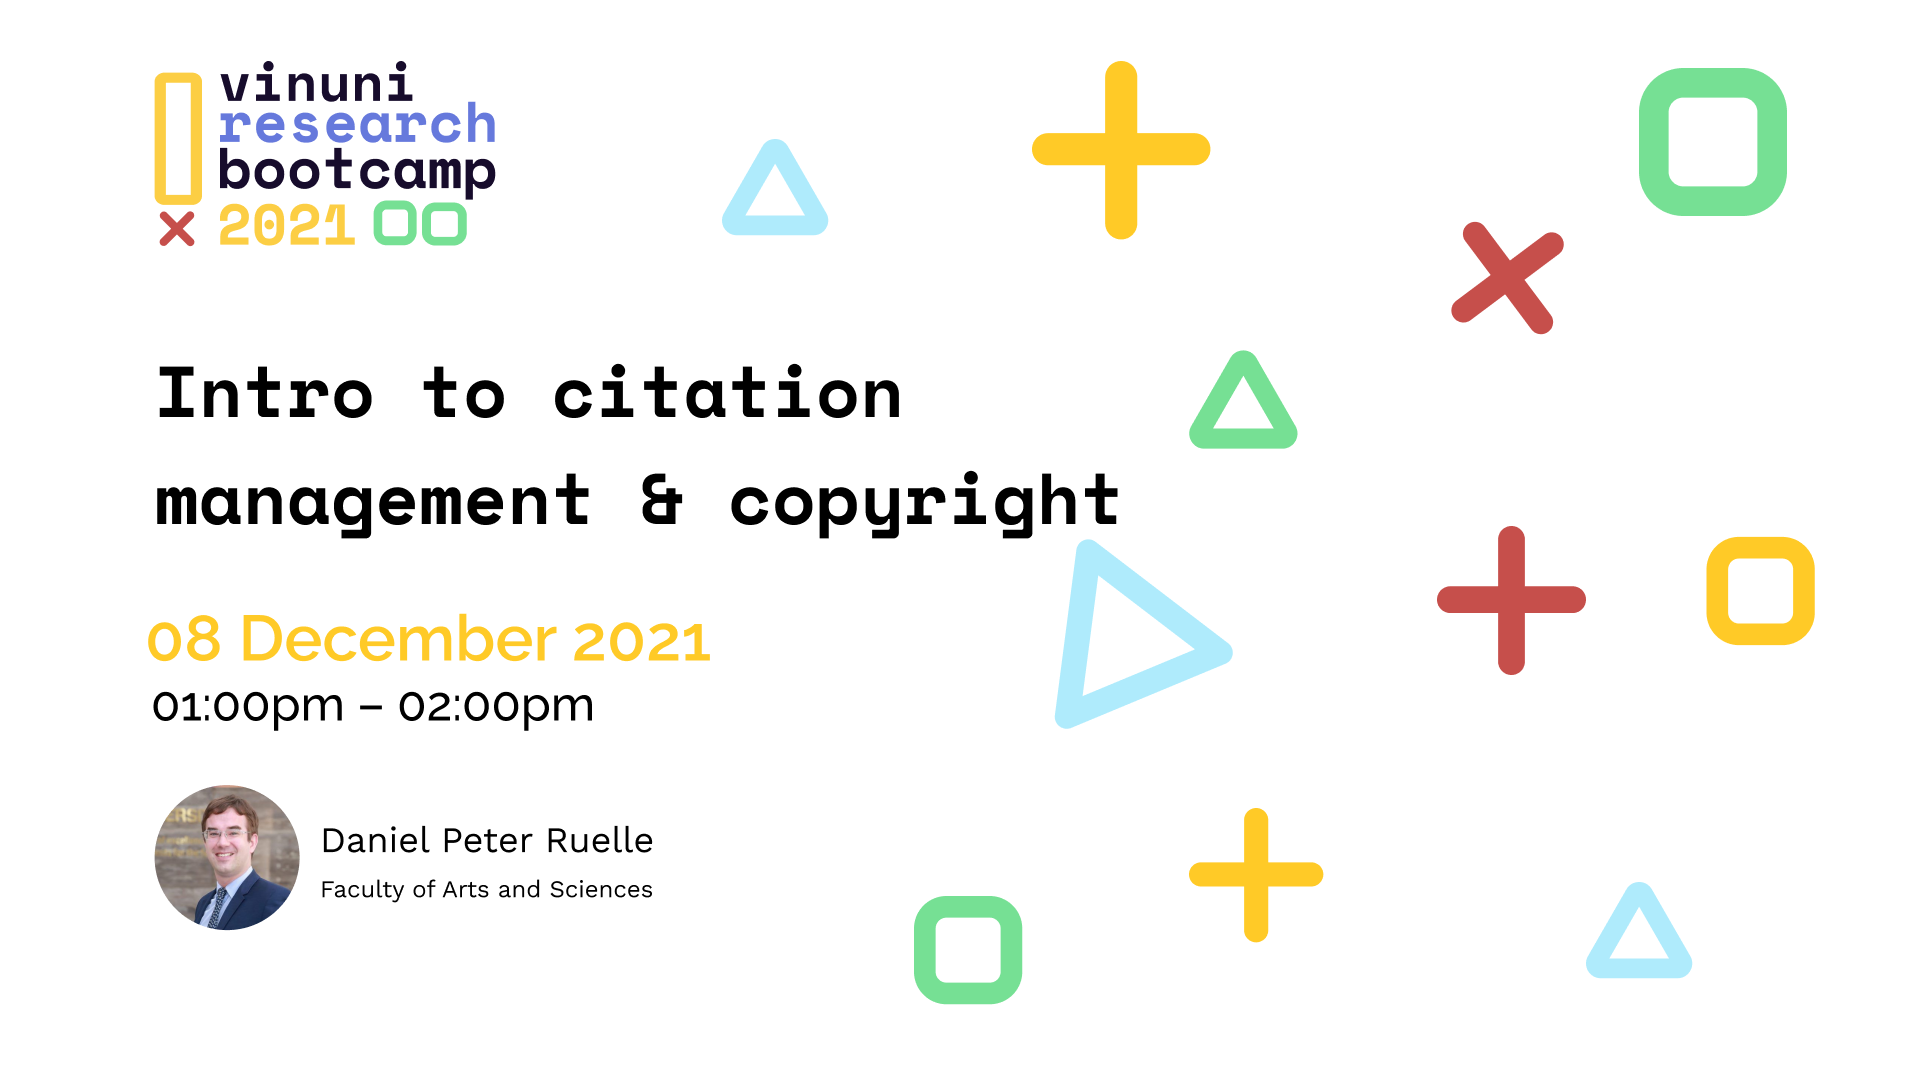 vinuni
research
bootcamp
2021
Intro to citation
management & copyright
08 December 2021
01:00pm – 02:00pm
Daniel Peter Ruelle
Faculty of Arts and Sciences